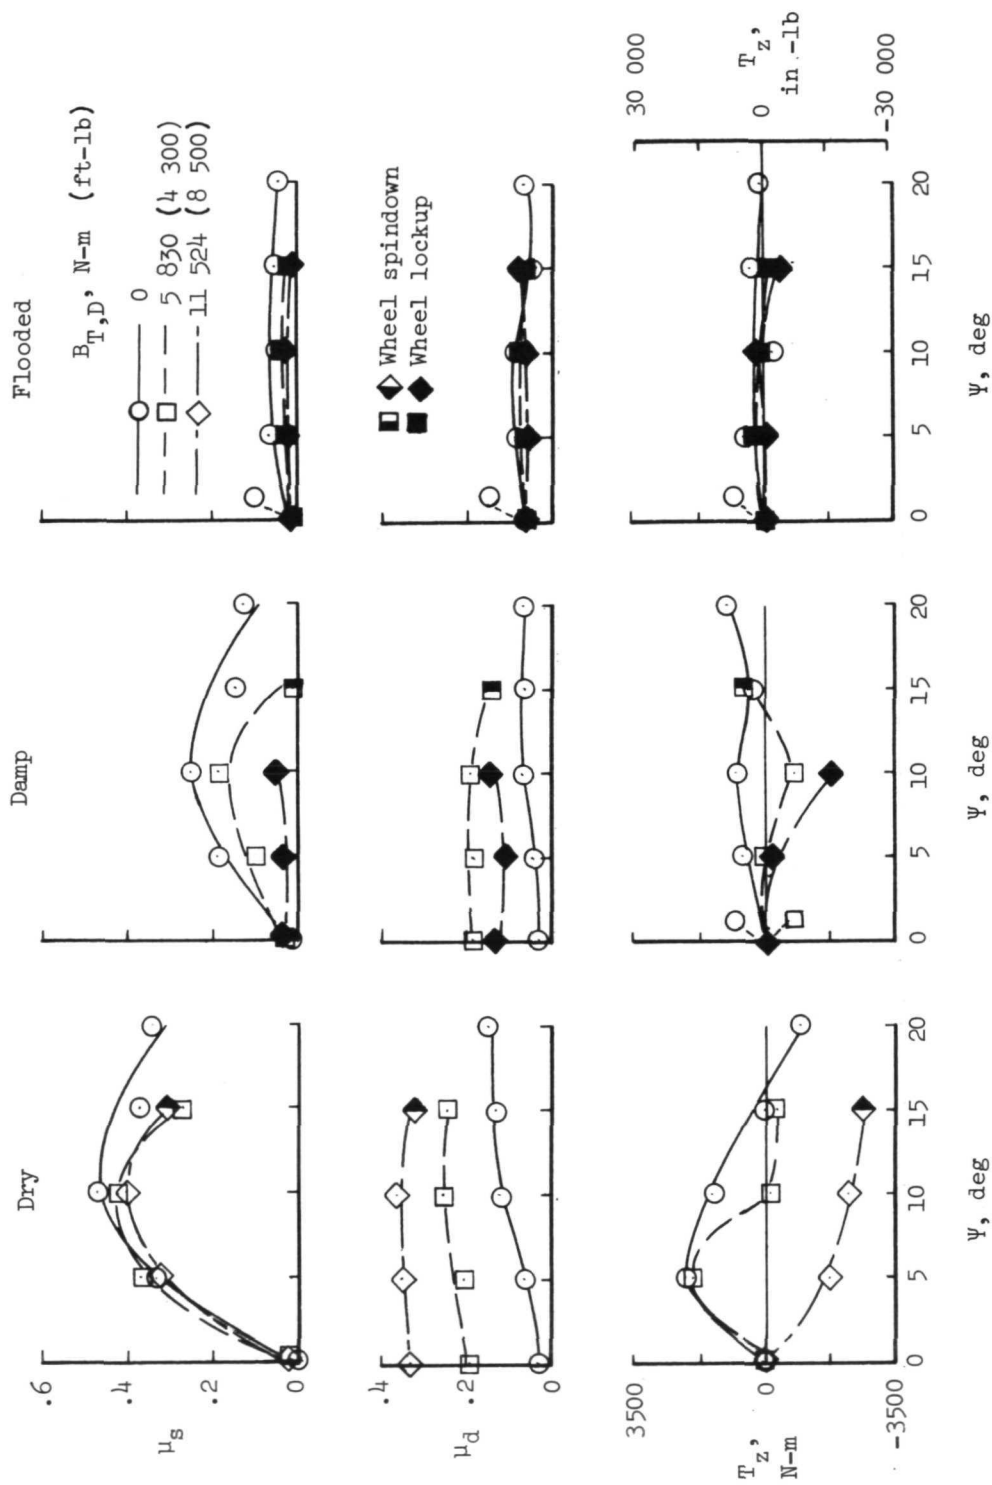 Dry
Damp
Flooded
B_T,D, N-m (ft-lb)
0
5 830 (4 300)
11 524 (8 500)
.6
.4
.2
0
μ_s
Wheel spindown
Wheel lockup
.4
.2
0
μ_d
3500
0
-3500
T_z,
N-m
30 000
0
-30 000
T_z,
in.-lb
0 5 10 15 20
0 5 10 15 20
0 5 10 15 20
Ψ, deg
Ψ, deg
Ψ, deg